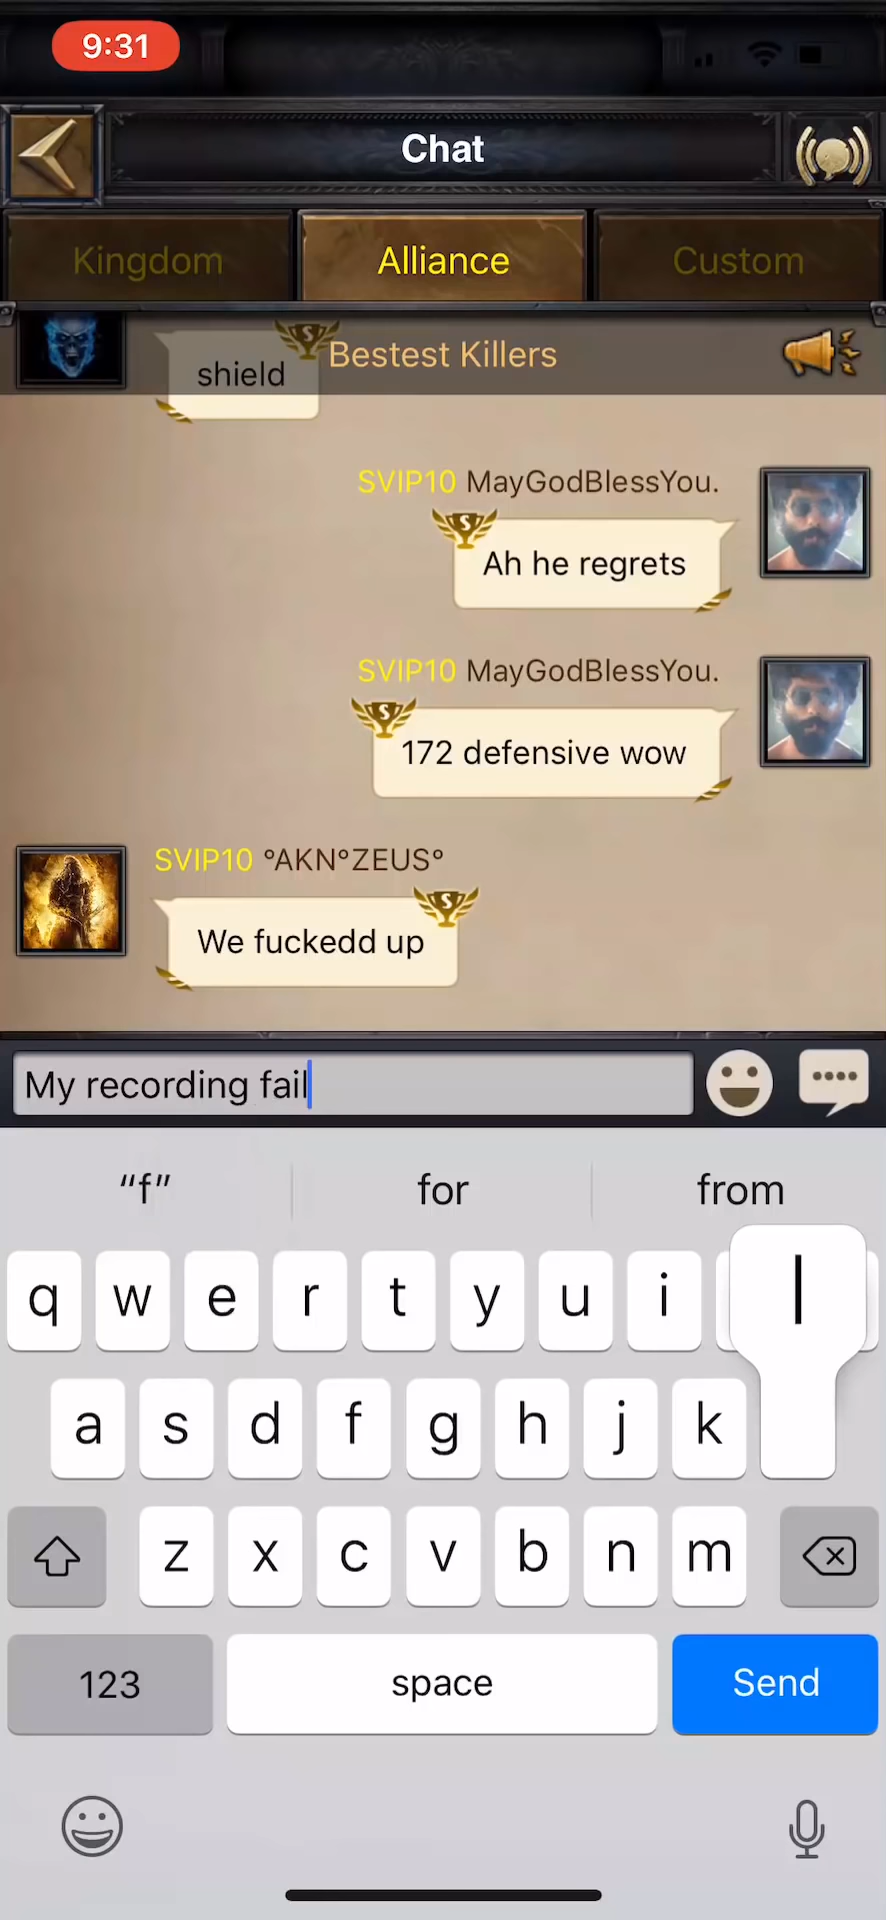 9:31
Chat
Kingdom
Alliance
Custom
Bestest Killers
shield
SVIP10 MayGodBlessYou.
Ah he regrets
SVIP10 MayGodBlessYou.
172 defensive wow
SVIP10 °AKN°ZEUS°
We fuckedd up
My recording fail
“f”
for
from
q w e r t y u i
l
a s d f g h j k
z x c v b n m
123
space
Send